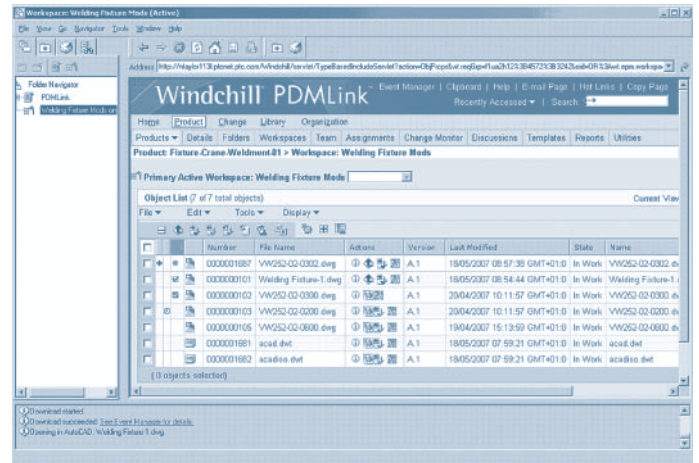 Workspace: Welding Fixture Mods (Active)
File View Go Navigator Tools Window Help
Folder Navigator
PDMLink
Welding Fixture Mods
Address
Windchill PDMLink
Event Manager | Clipboard | Help | E-mail Page | Hot Links | Copy Page
Recently Accessed | Search:
Home Product Change Library Organization
Products Details Folders Workspaces Team Assignments Change Monitor Discussions Templates Reports Utilities
Product: Fixture-Crane-Weldment-01 > Workspace: Welding Fixture Mods
Primary Active Workspace: Welding Fixture Mods
Object List (7 of 7 total objects) Current View
File Edit Tools Display
Number File Name Actions Version Last Modified State Name
0000001687 VW252-02-0302.dwg A.1 18/05/2007 08:57:38 GMT+01:0 In Work VW252-02-0302.d
0000000101 Welding Fixture-1.dwg A.1 18/05/2007 08:54:44 GMT+01:0 In Work Welding Fixture-1.
0000000102 VW252-02-0300.dwg A.1 20/04/2007 10:11:57 GMT+01:0 In Work VW252-02-0300.d
0000000103 VW252-02-0200.dwg A.1 20/04/2007 10:11:57 GMT+01:0 In Work VW252-02-0200.d
0000000105 VW252-02-0600.dwg A.1 19/04/2007 15:13:59 GMT+01:0 In Work VW252-02-0600.d
0000001681 acad.dwt A.1 18/05/2007 07:59:21 GMT+01:0 In Work acad.dwt
0000001682 acadiso.dwt A.1 18/05/2007 07:59:21 GMT+01:0 In Work acadiso.dwt
(0 objects selected)
Download started
Download succeeded. See Event Manager for details.
Opening in AutoCAD: Welding Fixture-1.dwg